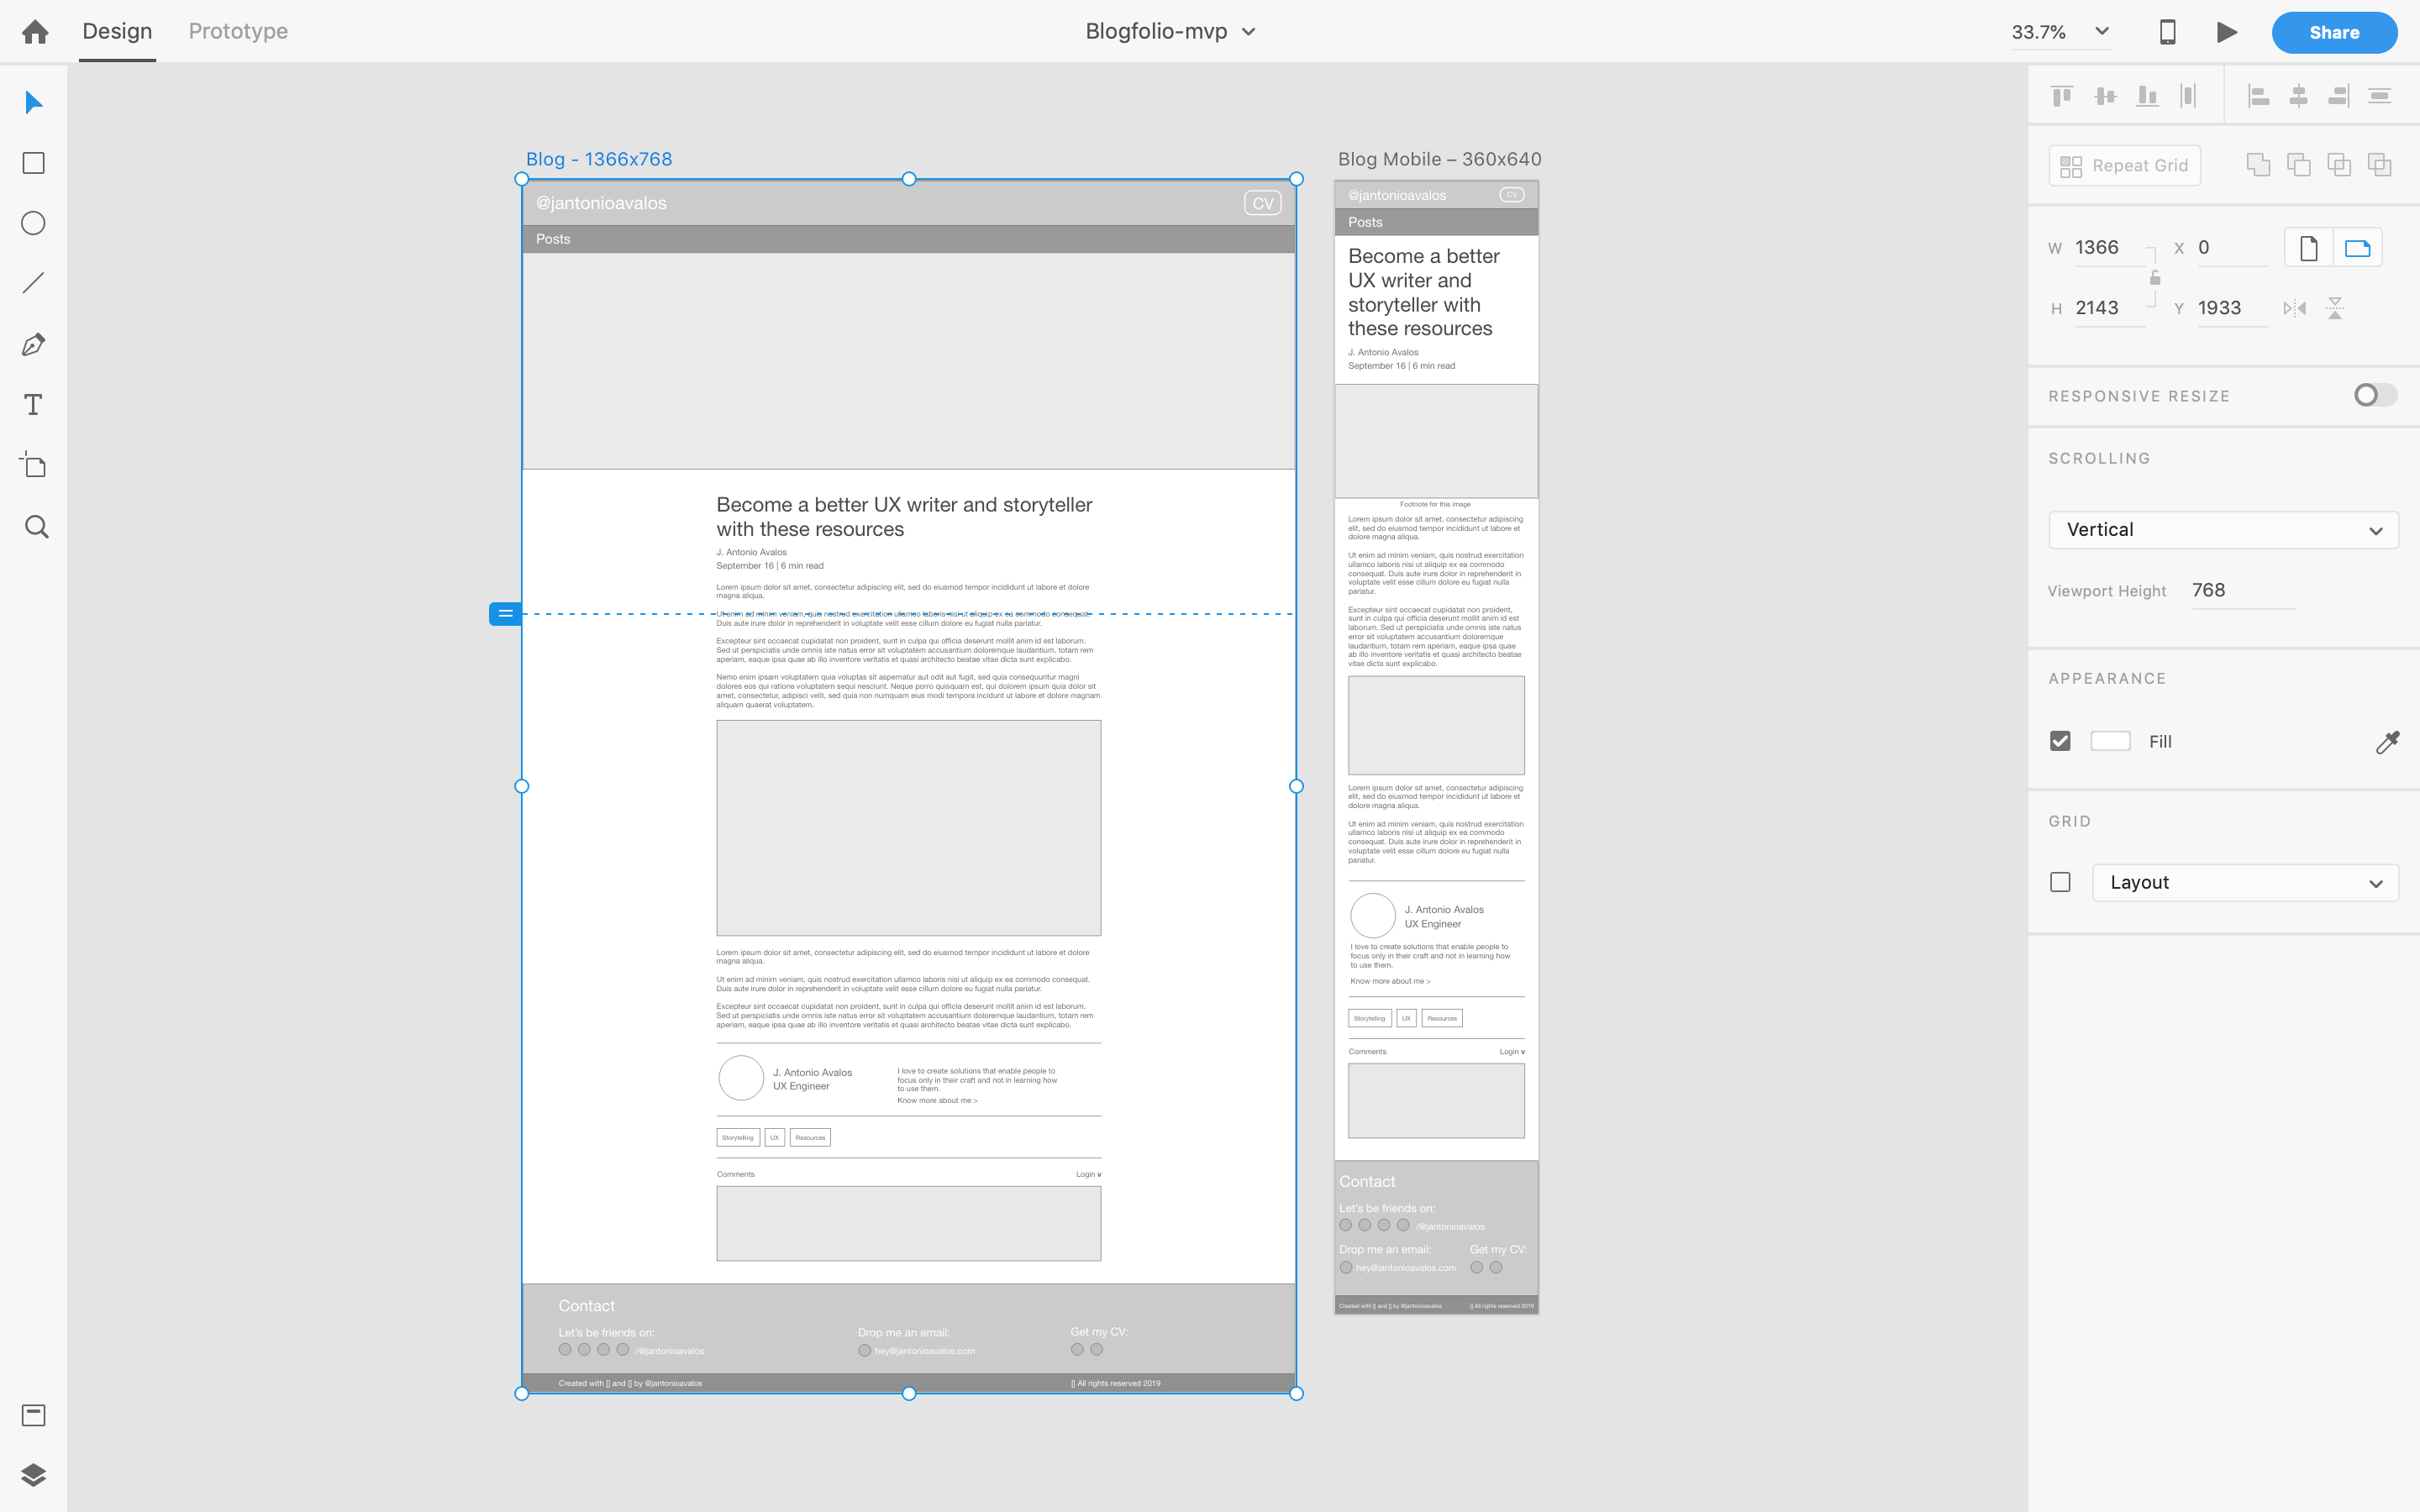 Design
Prototype
Blogfolio-mvp
33.7%
Share
Blog - 1366x768
@jantonioavalos
CV
Posts
Become a better UX writer and storyteller
with these resources
J. Antonio Avalos
September 16 | 6 min read
Lorem ipsum dolor sit amet, consectetur adipiscing elit, sed do eiusmod tempor incididunt ut labore et dolore
magna aliqua.
Ut enim ad minim veniam, quis nostrud exercitation ullamco laboris nisi ut aliquip ex ea commodo consequat.
Duis aute irure dolor in reprehenderit in voluptate velit esse cillum dolore eu fugiat nulla pariatur.
Excepteur sint occaecat cupidatat non proident, sunt in culpa qui officia deserunt mollit anim id est laborum.
Sed ut perspiciatis unde omnis iste natus error sit voluptatem accusantium doloremque laudantium, totam rem
aperiam, eaque ipsa quae ab illo inventore veritatis et quasi architecto beatae vitae dicta sunt explicabo.
Nemo enim ipsam voluptatem quia voluptas sit aspernatur aut odit aut fugit, sed quia consequuntur magni
dolores eos qui ratione voluptatem sequi nesciunt. Neque porro quisquam est, qui dolorem ipsum quia dolor sit
amet, consectetur, adipisci velit, sed quia non numquam eius modi tempora incidunt ut labore et dolore magnam
aliquam quaerat voluptatem.
Lorem ipsum dolor sit amet, consectetur adipiscing elit, sed do eiusmod tempor incididunt ut labore et dolore
magna aliqua.
Ut enim ad minim veniam, quis nostrud exercitation ullamco laboris nisi ut aliquip ex ea commodo consequat.
Duis aute irure dolor in reprehenderit in voluptate velit esse cillum dolore eu fugiat nulla pariatur.
Excepteur sint occaecat cupidatat non proident, sunt in culpa qui officia deserunt mollit anim id est laborum.
Sed ut perspiciatis unde omnis iste natus error sit voluptatem accusantium doloremque laudantium, totam rem
aperiam, eaque ipsa quae ab illo inventore veritatis et quasi architecto beatae vitae dicta sunt explicabo.
J. Antonio Avalos
UX Engineer
I love to create solutions that enable people to
focus only in their craft and not in learning how
to use them.
Know more about me >
Storytelling
UX
Resources
Comments
Login v
Contact
Let's be friends on:
/@jantonioavalos
Drop me an email:
hey@jantonioavalos.com
Get my CV:
Created with [] and [] by @jantonioavalos
[] All rights reserved 2019
Blog Mobile – 360x640
@jantonioavalos
CV
Posts
Become a better
UX writer and
storyteller with
these resources
J. Antonio Avalos
September 16 | 6 min read
Footnote for this image
Lorem ipsum dolor sit amet, consectetur adipiscing
elit, sed do eiusmod tempor incididunt ut labore et
dolore magna aliqua.
Ut enim ad minim veniam, quis nostrud exercitation
ullamco laboris nisi ut aliquip ex ea commodo
consequat. Duis aute irure dolor in reprehenderit in
voluptate velit esse cillum dolore eu fugiat nulla
pariatur.
Excepteur sint occaecat cupidatat non proident,
sunt in culpa qui officia deserunt mollit anim id est
laborum. Sed ut perspiciatis unde omnis iste natus
error sit voluptatem accusantium doloremque
laudantium, totam rem aperiam, eaque ipsa quae
ab illo inventore veritatis et quasi architecto beatae
vitae dicta sunt explicabo.
Lorem ipsum dolor sit amet, consectetur adipiscing
elit, sed do eiusmod tempor incididunt ut labore et
dolore magna aliqua.
Ut enim ad minim veniam, quis nostrud exercitation
ullamco laboris nisi ut aliquip ex ea commodo
consequat. Duis aute irure dolor in reprehenderit in
voluptate velit esse cillum dolore eu fugiat nulla
pariatur.
J. Antonio Avalos
UX Engineer
I love to create solutions that enable people to
focus only in their craft and not in learning how
to use them.
Know more about me >
Storytelling
UX
Resources
Comments
Login v
Contact
Let's be friends on:
/@jantonioavalos
Drop me an email:
Get my CV:
hey@jantonioavalos.com
Created with [] and [] by @jantonioavalos
[] All rights reserved 2019
Repeat Grid
W 1366
X 0
H 2143
Y 1933
RESPONSIVE RESIZE
SCROLLING
Vertical
Viewport Height 768
APPEARANCE
Fill
GRID
Layout